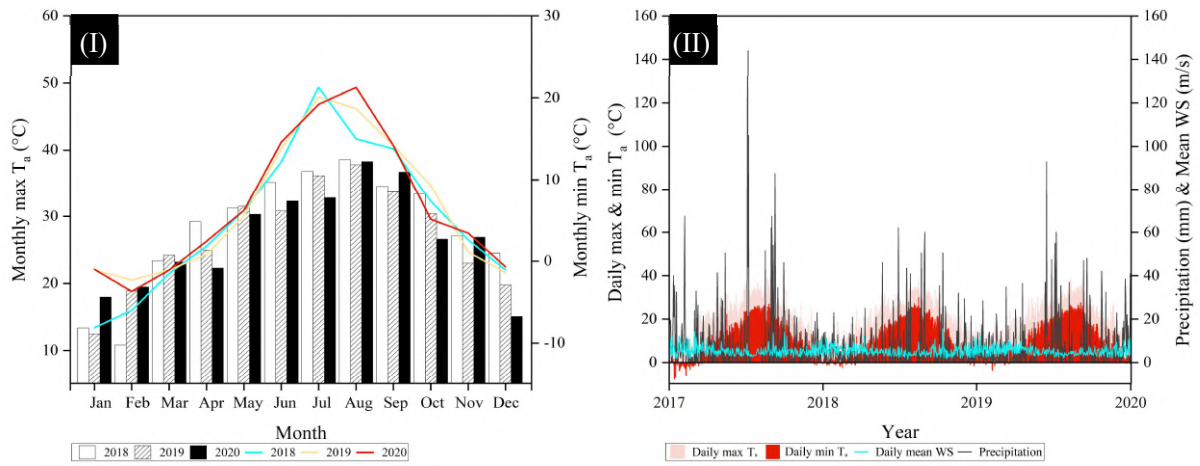 (I)
60
50
40
30
20
10
Monthly max Tₐ (°C)
30
20
10
0
-10
Monthly min Tₐ (°C)
Jan Feb Mar Apr May Jun Jul Aug Sep Oct Nov Dec
Month
2018 2019 2020 2018 2019 2020
(II)
160
140
120
100
80
60
40
20
0
Daily max & min Tₐ (°C)
160
140
120
100
80
60
40
20
0
Precipitation (mm) & Mean WS (m/s)
2017 2018 2019 2020
Year
Daily max Tₐ Daily min Tₐ Daily mean WS Precipitation